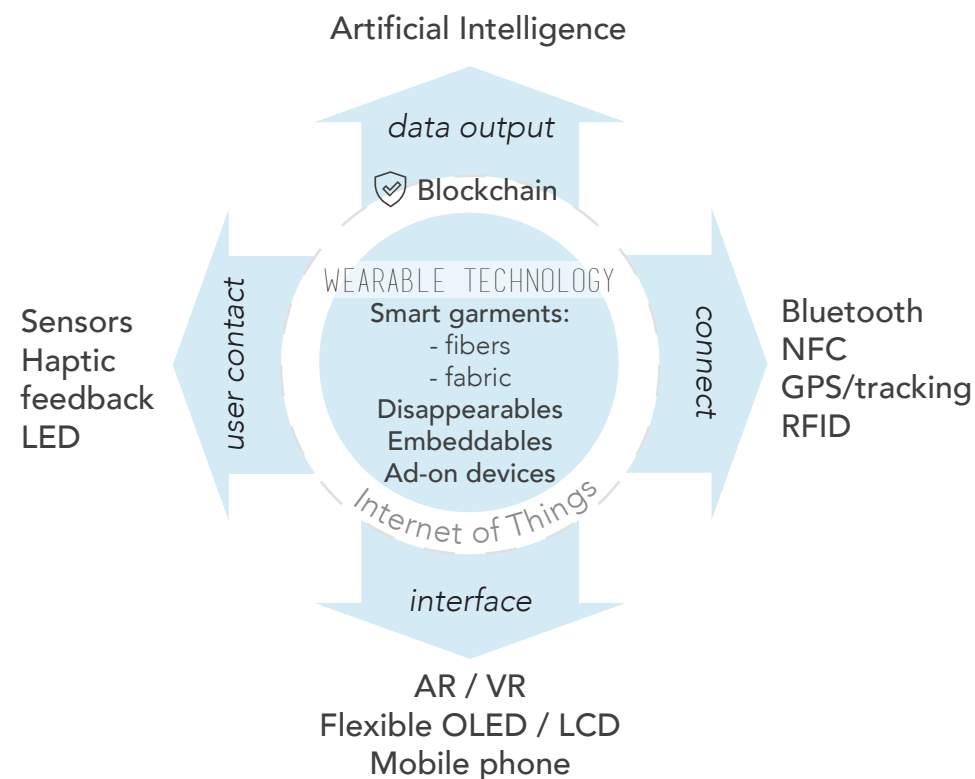 Artificial Intelligence
data output
Blockchain
WEARABLE TECHNOLOGY
Smart garments:
- fibers
- fabric
Disappearables
Embeddables
Ad-on devices
Internet of Things
user contact
Sensors
Haptic
feedback
LED
connect
Bluetooth
NFC
GPS/tracking
RFID
interface
AR / VR
Flexible OLED / LCD
Mobile phone